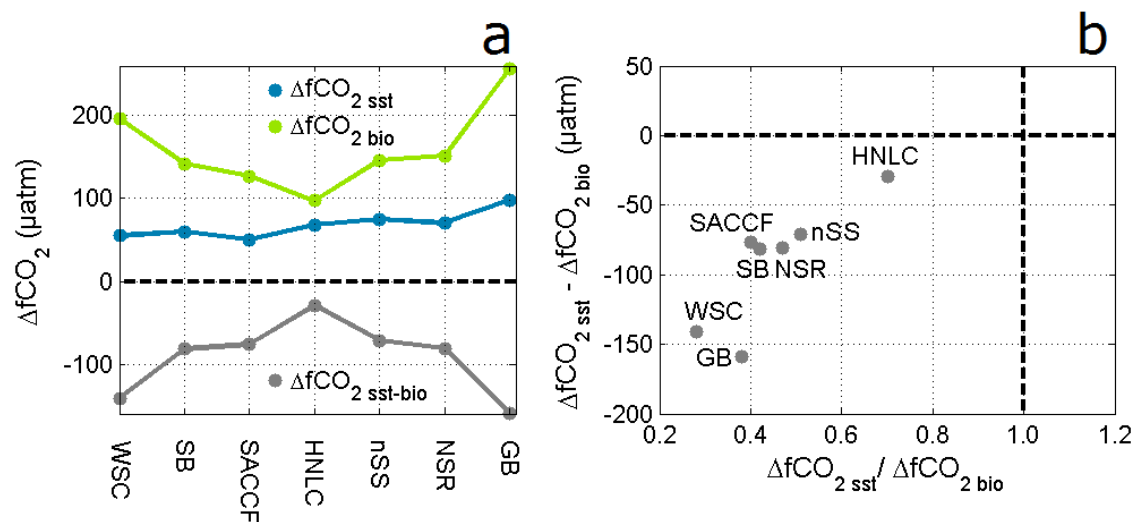 a
ΔfCO2 (µatm)
200
100
0
-100
ΔfCO2 sst
ΔfCO2 bio
ΔfCO2 sst-bio
WSC
SB
SACCF
HNLC
nSS
NSR
GB
b
ΔfCO2 sst - ΔfCO2 bio (µatm)
50
0
-50
-100
-150
-200
HNLC
SACCF
nSS
SB
NSR
WSC
GB
0.2
0.4
0.6
0.8
1.0
1.2
ΔfCO2 sst/ ΔfCO2 bio